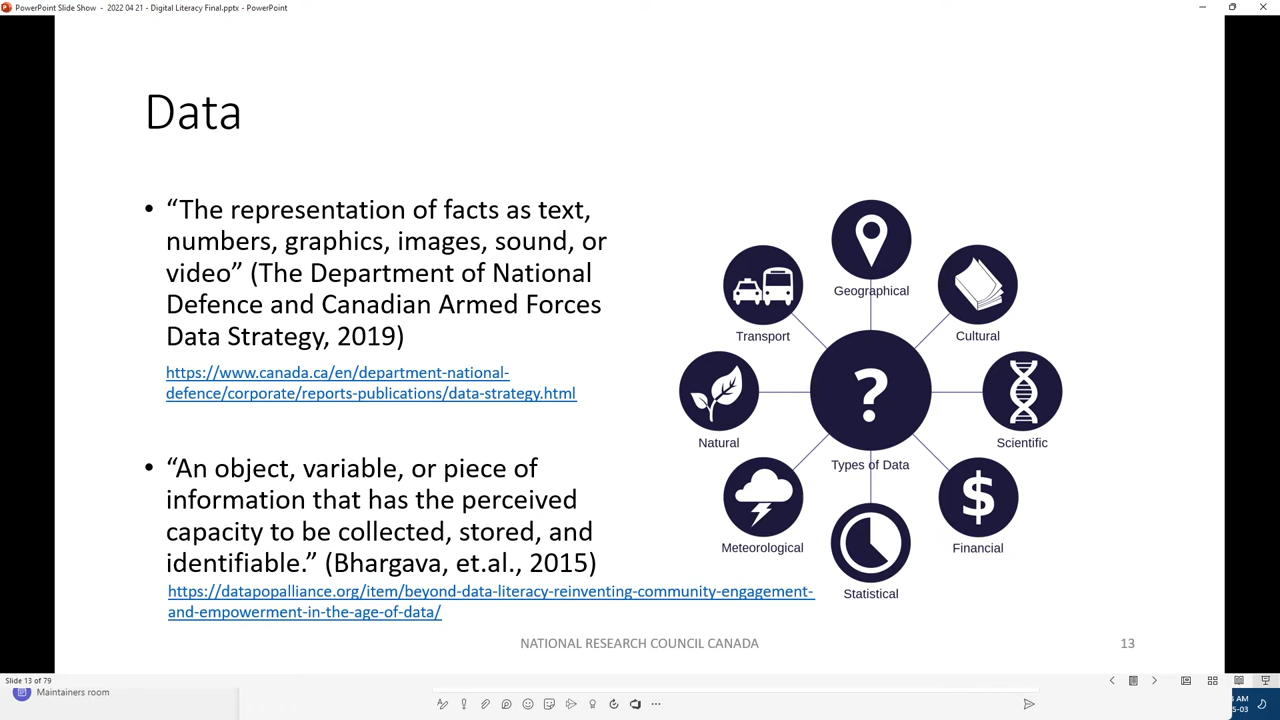 PowerPoint Slide Show - 2022 04 21 - Digital Literacy Final.pptx - PowerPoint
Data
• “The representation of facts as text,
numbers, graphics, images, sound, or
video” (The Department of National
Defence and Canadian Armed Forces
Data Strategy, 2019)
https://www.canada.ca/en/department-national-
defence/corporate/reports-publications/data-strategy.html
• “An object, variable, or piece of
information that has the perceived
capacity to be collected, stored, and
identifiable.” (Bhargava, et.al., 2015)
https://datapopalliance.org/item/beyond-data-literacy-reinventing-community-engagement-
and-empowerment-in-the-age-of-data/
Geographical
Transport
Cultural
?
Natural
Scientific
Types of Data
$
Meteorological
Financial
Statistical
NATIONAL RESEARCH COUNCIL CANADA
13
Slide 13 of 79
Maintainers room
AM